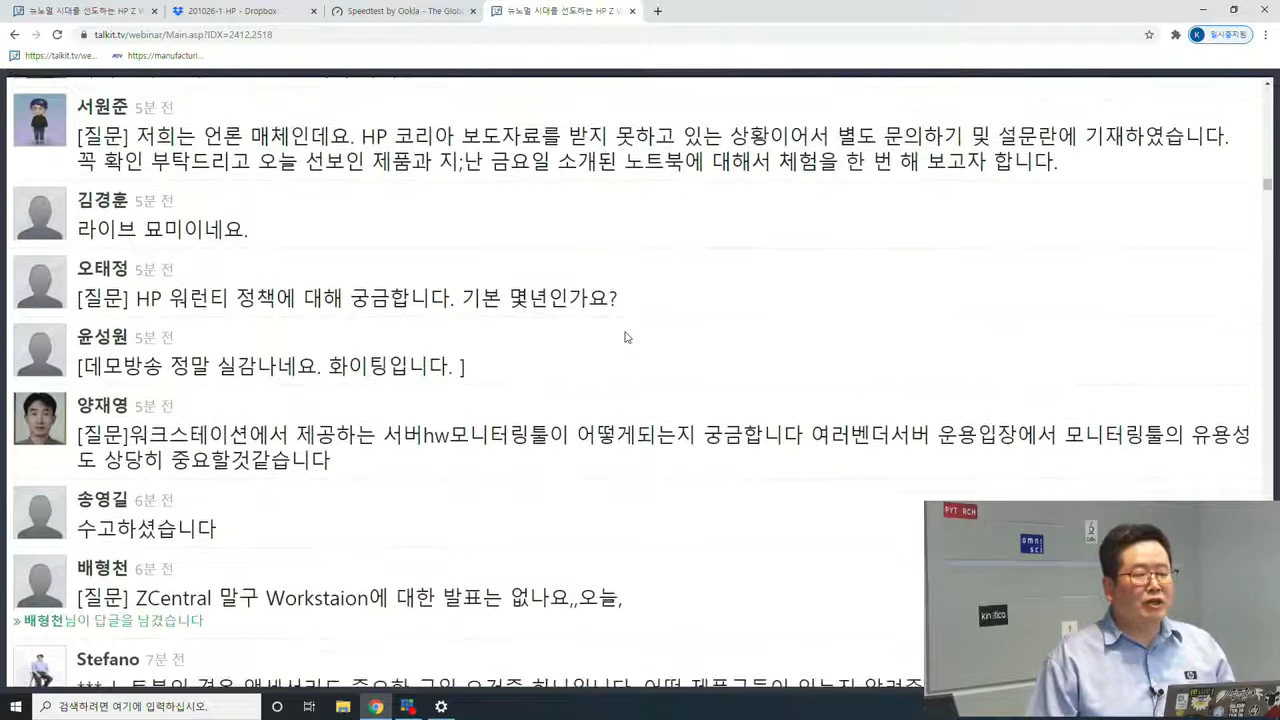 뉴노멀 시대를 선도하는 HP Z W
201026-1-HP - Dropbox
Speedtest by Ookla - The Globa
뉴노멀 시대를 선도하는 HP Z W
talkit.tv/webinar/Main.asp?IDX=2412,2518
K 일시중지됨
https://talkit.tv/we...
https://manufacturi...
서원준 5분 전
[질문] 저희는 언론 매체인데요. HP 코리아 보도자료를 받지 못하고 있는 상황이어서 별도 문의하기 및 설문란에 기재하였습니다.
꼭 확인 부탁드리고 오늘 선보인 제품과 지;난 금요일 소개된 노트북에 대해서 체험을 한 번 해 보고자 합니다.
김경훈 5분 전
라이브 묘미이네요.
오태정 5분 전
[질문] HP 워런티 정책에 대해 궁금합니다. 기본 몇년인가요?
윤성원 5분 전
[데모방송 정말 실감나네요. 화이팅입니다. ]
양재영 5분 전
[질문]워크스테이션에서 제공하는 서버hw모니터링툴이 어떻게되는지 궁금합니다 여러벤더서버 운용입장에서 모니터링툴의 유용성
도 상당히 중요할것같습니다
송영길 6분 전
수고하셨습니다
배형천 6분 전
[질문] ZCentral 말구 Workstaion에 대한 발표는 없나요,,오늘,
» 배형천님이 답글을 남겼습니다
Stefano 7분 전
PYT RCH
omni
sci
kinetica
hp
검색하려면 여기에 입력하십시오.